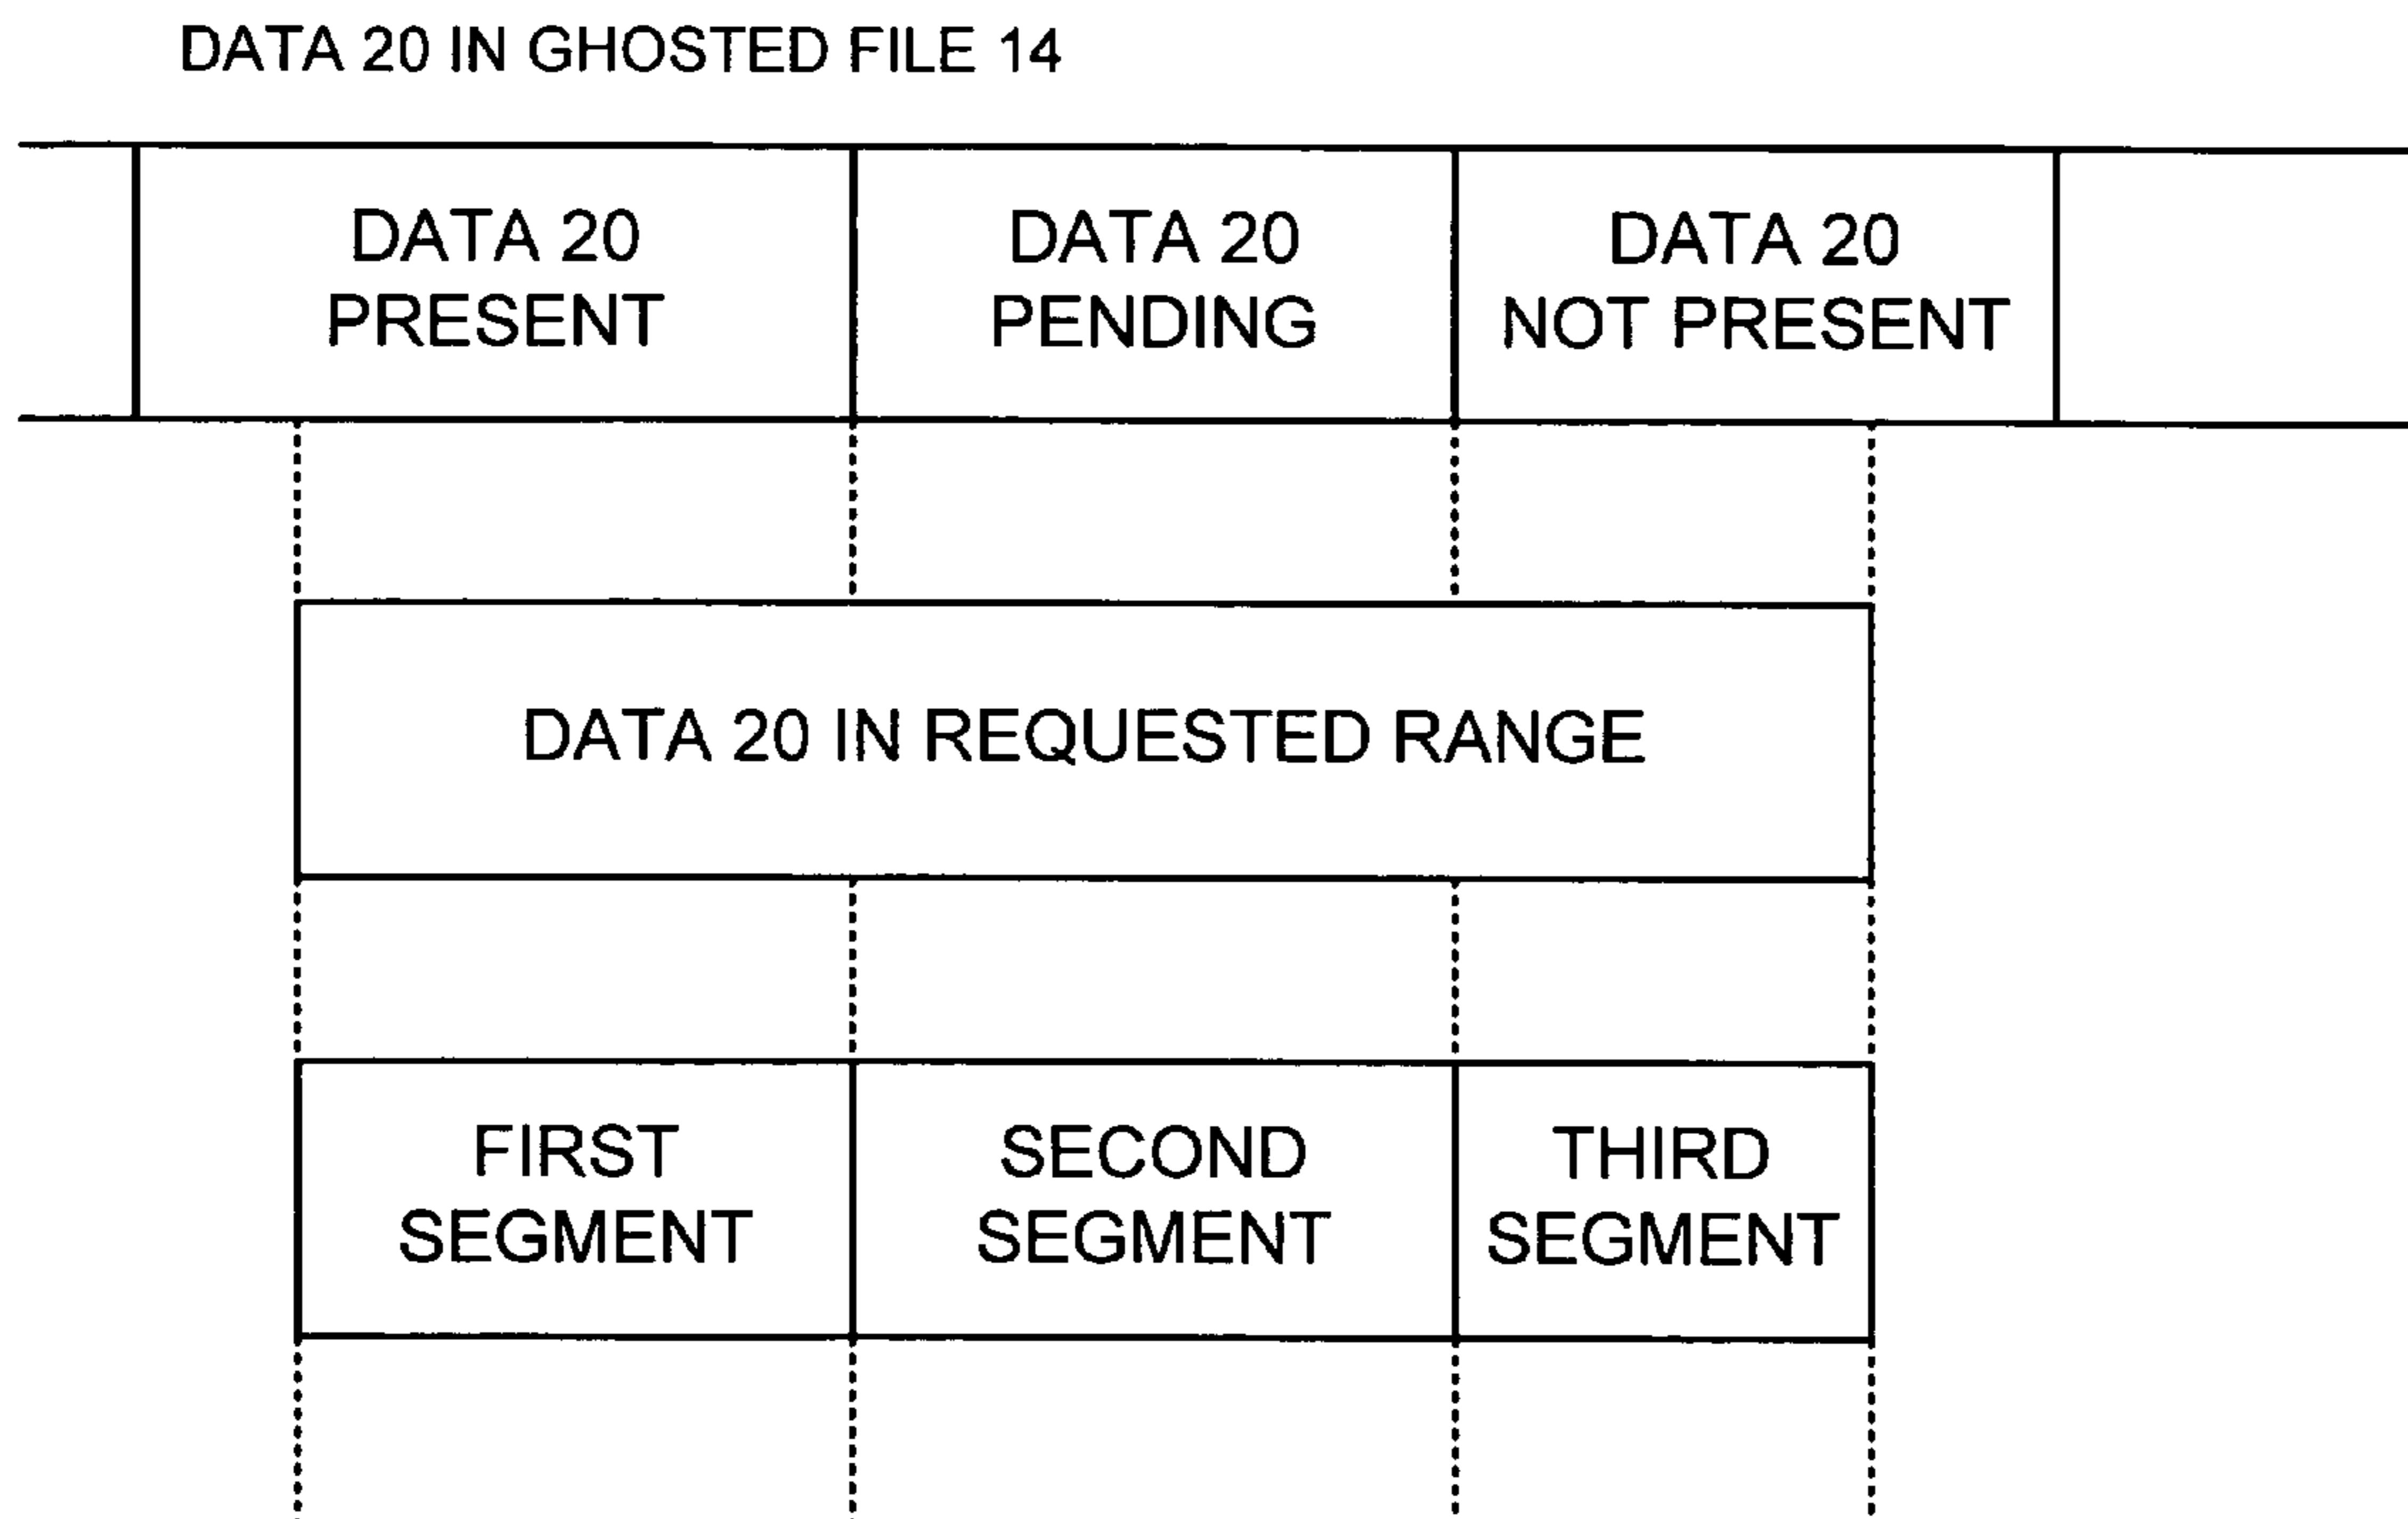 DATA 20 IN GHOSTED FILE 14
DATA 20
PRESENT
DATA 20
PENDING
DATA 20
NOT PRESENT
DATA 20 IN REQUESTED RANGE
FIRST
SEGMENT
SECOND
SEGMENT
THIRD
SEGMENT